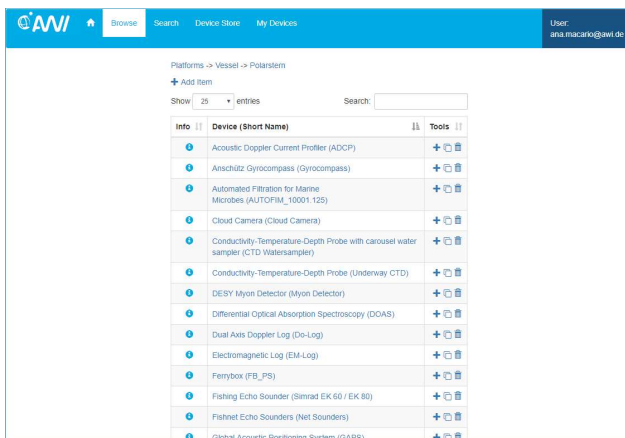 AWI
Browse
Search
Device Store
My Devices
User:
ana.macario@awi.de
Platforms -> Vessel -> Polarstern
+ Add Item
Show 25 entries
Search:
Info
Device (Short Name)
Tools
Acoustic Doppler Current Profiler (ADCP)
Anschütz Gyrocompass (Gyrocompass)
Automated Filtration for Marine
Microbes (AUTOFIM_10001.125)
Cloud Camera (Cloud Camera)
Conductivity-Temperature-Depth Probe with carousel water
sampler (CTD Watersampler)
Conductivity-Temperature-Depth Probe (Underway CTD)
DESY Myon Detector (Myon Detector)
Differential Optical Absorption Spectroscopy (DOAS)
Dual Axis Doppler Log (Do-Log)
Electromagnetic Log (EM-Log)
Ferrybox (FB_PS)
Fishing Echo Sounder (Simrad EK 60 / EK 80)
Fishnet Echo Sounders (Net Sounders)
Global Acoustic Positioning System (GAPS)